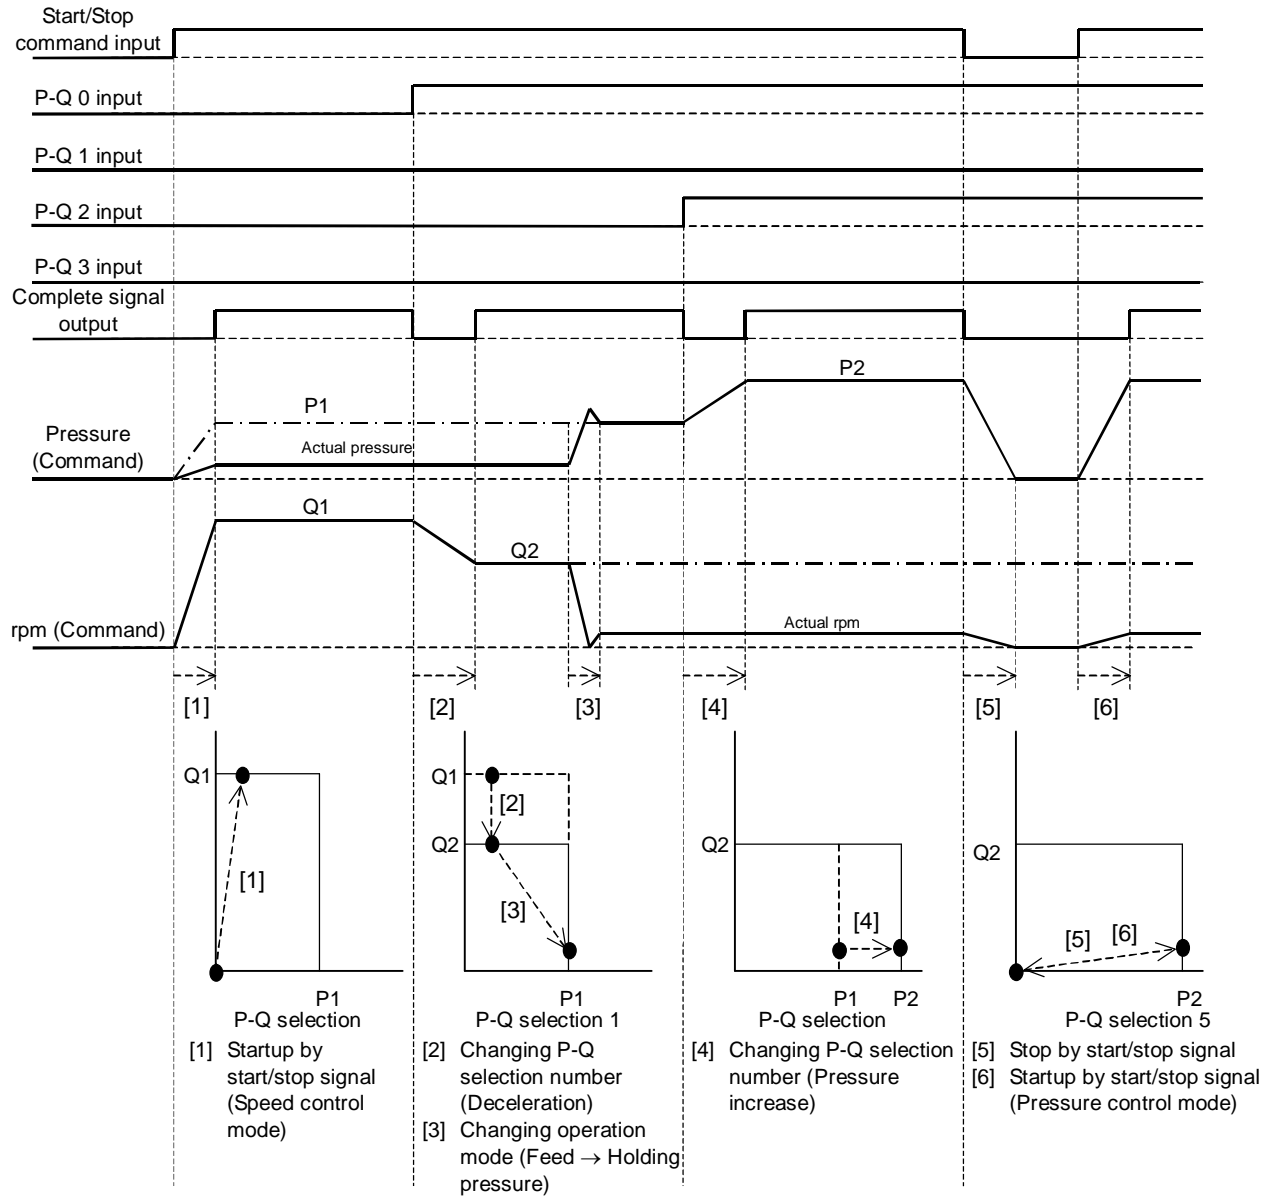 Start/Stop
command input
P-Q 0 input
P-Q 1 input
P-Q 2 input
P-Q 3 input
Complete signal
output
P2
P1
Pressure
(Command)
Actual pressure
Q1
Q2
rpm (Command)
Actual rpm
[1]
[2]
[3]
[4]
[5]
[6]
Q1
[1]
P1
P-Q selection
[1] Startup by
start/stop signal
(Speed control
mode)
Q1
[2]
Q2
[3]
P1
P-Q selection 1
[2] Changing P-Q
selection number
(Deceleration)
[3] Changing operation
mode (Feed → Holding
pressure)
Q2
[4]
P1 P2
P-Q selection
[4] Changing P-Q selection
number (Pressure
increase)
Q2
[5] [6]
P2
P-Q selection 5
[5] Stop by start/stop signal
[6] Startup by start/stop signal
(Pressure control mode)